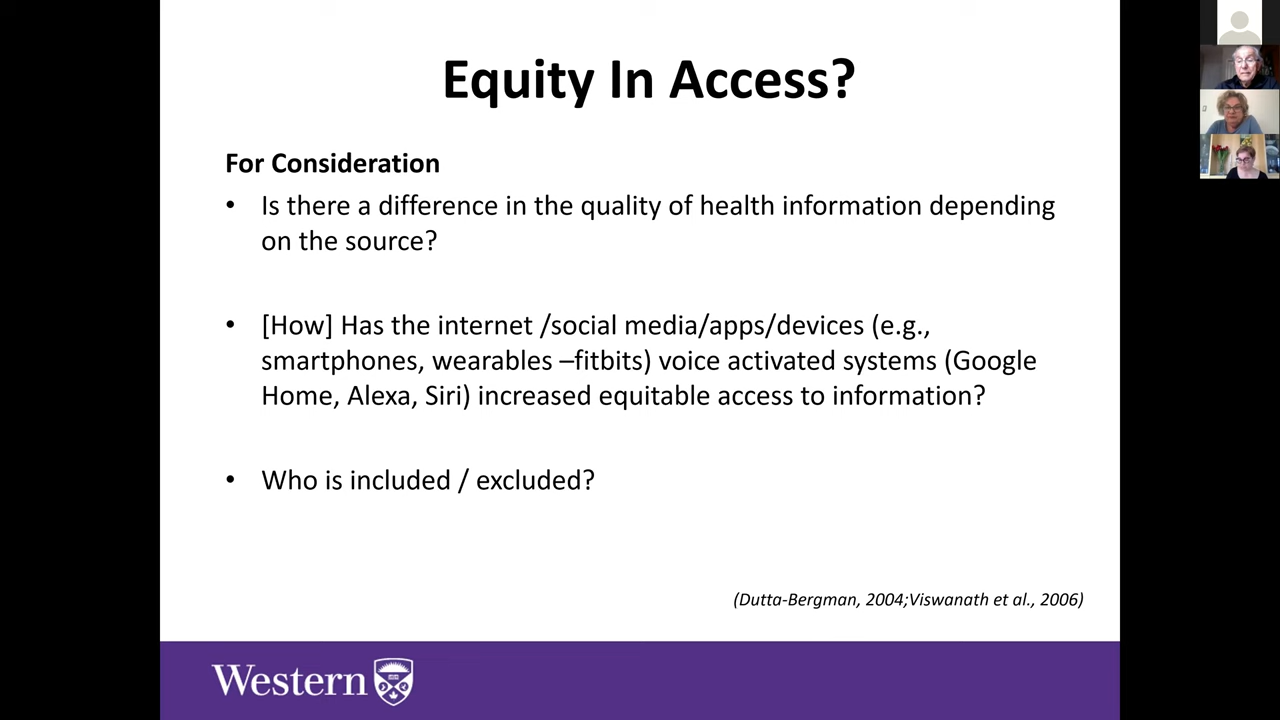 Equity In Access?
For Consideration
• Is there a difference in the quality of health information depending
on the source?
• [How] Has the internet /social media/apps/devices (e.g.,
smartphones, wearables –fitbits) voice activated systems (Google
Home, Alexa, Siri) increased equitable access to information?
• Who is included / excluded?
(Dutta-Bergman, 2004;Viswanath et al., 2006)
Western